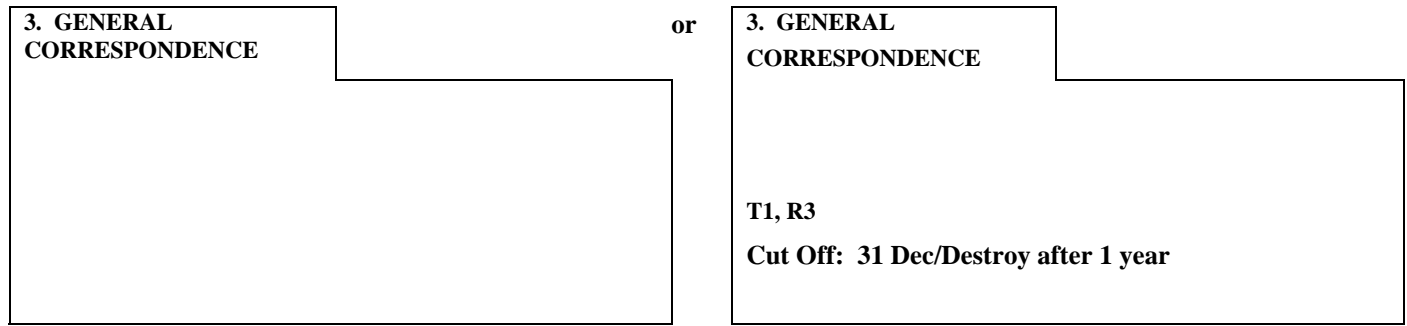 3. GENERAL
CORRESPONDENCE
or
3. GENERAL
CORRESPONDENCE
T1, R3
Cut Off: 31 Dec/Destroy after 1 year